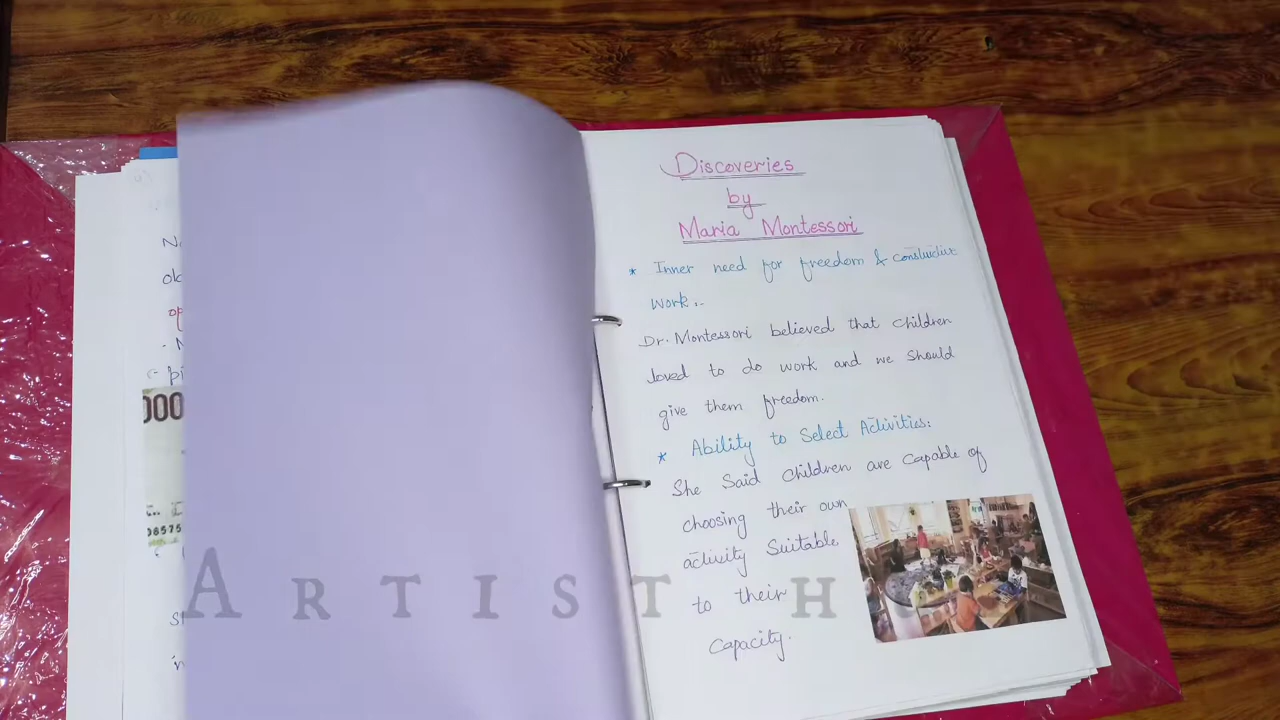 Discoveries
by
Maria Montessori
* Inner need for freedom & constructive
work:-
Dr. Montessori believed that children
loved to do work and we should
give them freedom.
* Ability to Select Activities:
She Said children are capable of
choosing their own
activity Suitable
to their
capacity.
000
08575
ARTIST H